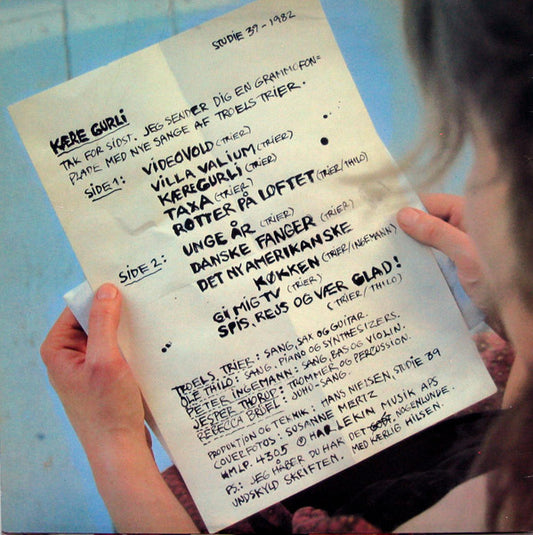 STUDIE 39 - 1982
KÆRE GURLI
TAK FOR SIDST. JEG SENDER DIG EN GRAMMOFON=
PLADE MED NYE SANGE AF TROELS TRIER.
SIDE 1: VIDEOVOLD (TRIER)
VILLA VALIUM (TRIER)
KÆRE GURLI (TRIER)
TAXA (TRIER)
ROTTER PÅ LOFTET (TRIER/THILO)
SIDE 2: UNGE ÅR (TRIER)
DANSKE FANGER (TRIER)
DET NY AMERIKANSKE
KØKKEN (TRIER/INGEMANN)
GI MIG TV (TRIER)
SPIS, REJS OG VÆR GLAD!
(TRIER/THILO)
TROELS TRIER: SANG, SAX OG GUITAR.
OLE THILO: SANG, PIANO OG SYNTHESIZERS.
PETER INGEMANN: SANG, BAS OG VIOLIN.
JESPER THORUP: TROMMER OG PERCUSSION.
REBECCA BRÜEL: JOHO-SANG.
PRODUKTION OG TEKNIK: HANS NIELSEN, STUDIE 39
COVERFOTOS: SUSANNE MERTZ
HMLP. 4305 Ⓟ HARLEKIN MUSIK APS
PS.: JEG HÅBER DU HAR DET GODT NOGENLUNDE.
UNDSKYLD SKRIFTEN. MED KÆRLIG HILSEN.